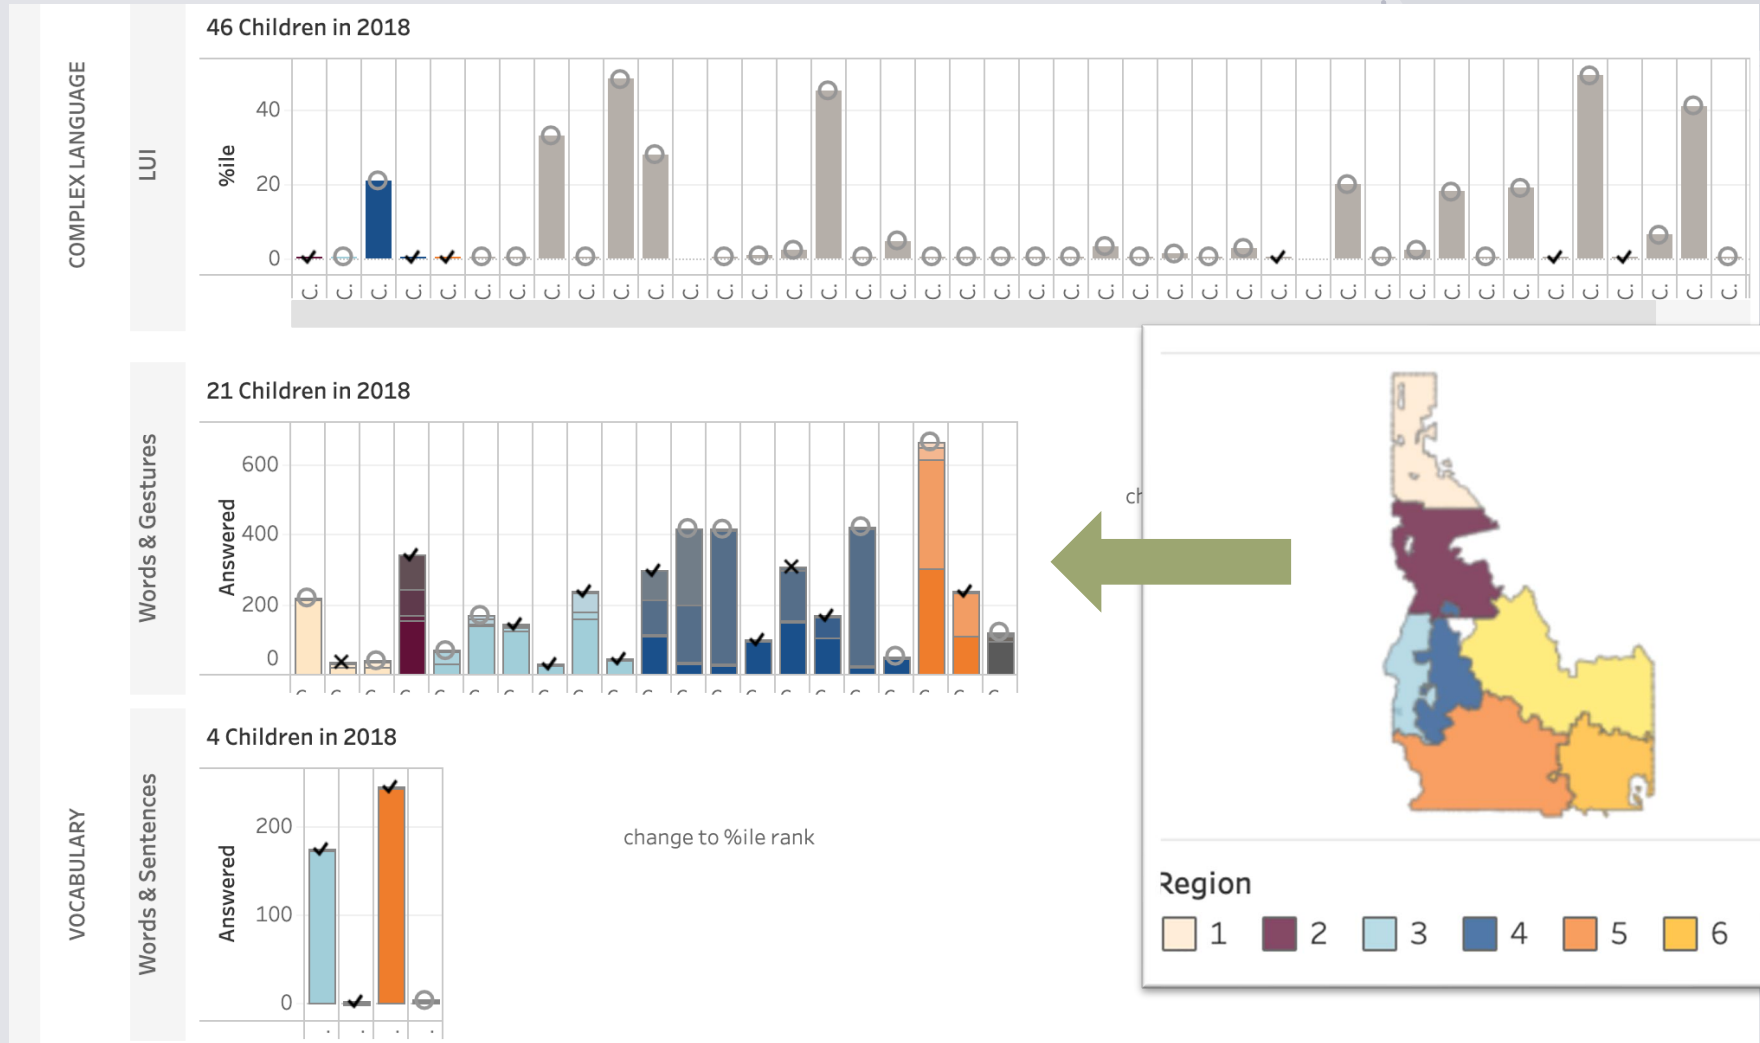 46 Children in 2018
COMPLEX LANGUAGE
LUI
%ile
40
20
0
C. C. C. C. C. C. C. C. C. C. C. C. C. C. C. C. C. C. C. C. C. C. C. C. C. C. C. C. C. C. C. C. C. C. C. C. C. C. C. C. C. C.
21 Children in 2018
Words & Gestures
Answered
600
400
200
0
ch
4 Children in 2018
VOCABULARY
Words & Sentences
Answered
200
100
0
change to %ile rank
Region
1 2 3 4 5 6